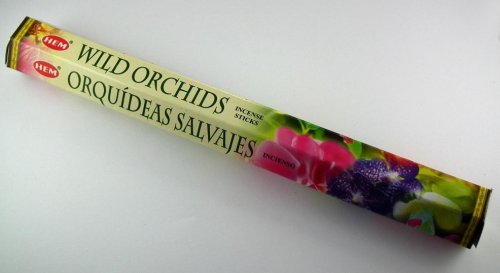 HEM
WILD ORCHIDS
INCENSE
STICKS
HEM
ORQUÍDEAS SALVAJES
INCIENSO